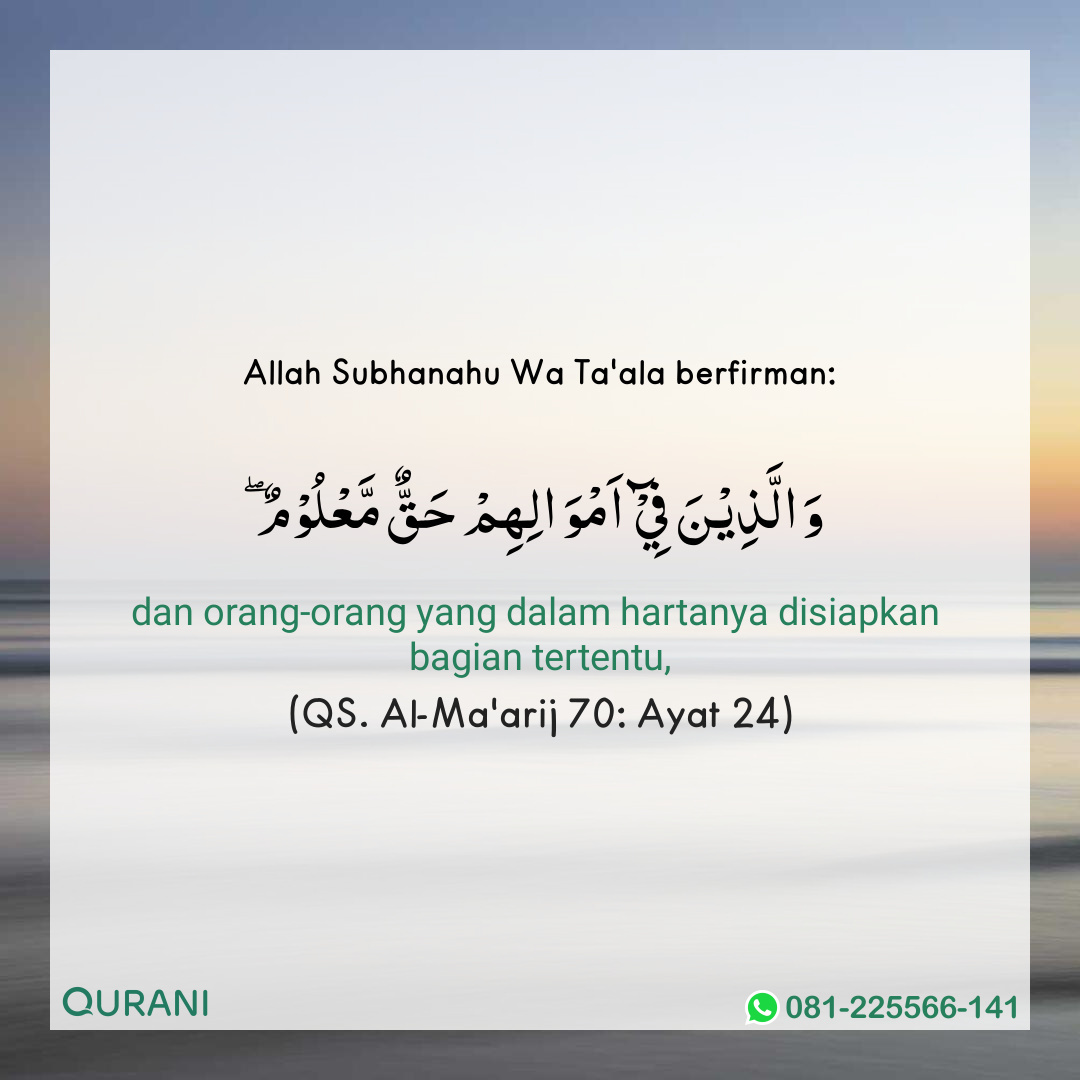 Allah Subhanahu Wa Ta'ala berfirman:
وَالَّذِيْنَ فِيْٓ اَمْوَالِهِمْ حَقٌّ مَّعْلُوْمٌ ۖ
dan orang-orang yang dalam hartanya disiapkan
bagian tertentu,
(QS. Al-Ma'arij 70: Ayat 24)
QURANI
081-225566-141